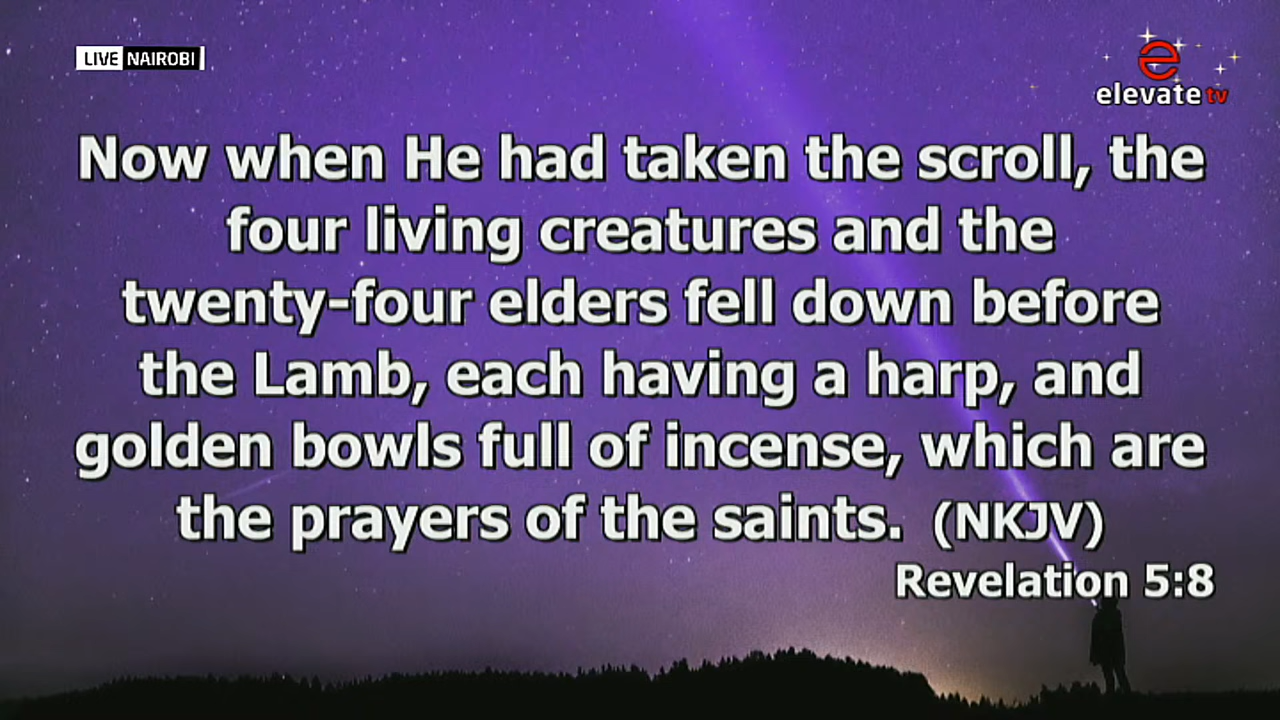 LIVE NAIROBI
e
elevate tv
Now when He had taken the scroll, the
four living creatures and the
twenty-four elders fell down before
the Lamb, each having a harp, and
golden bowls full of incense, which are
the prayers of the saints. (NKJV)
Revelation 5:8